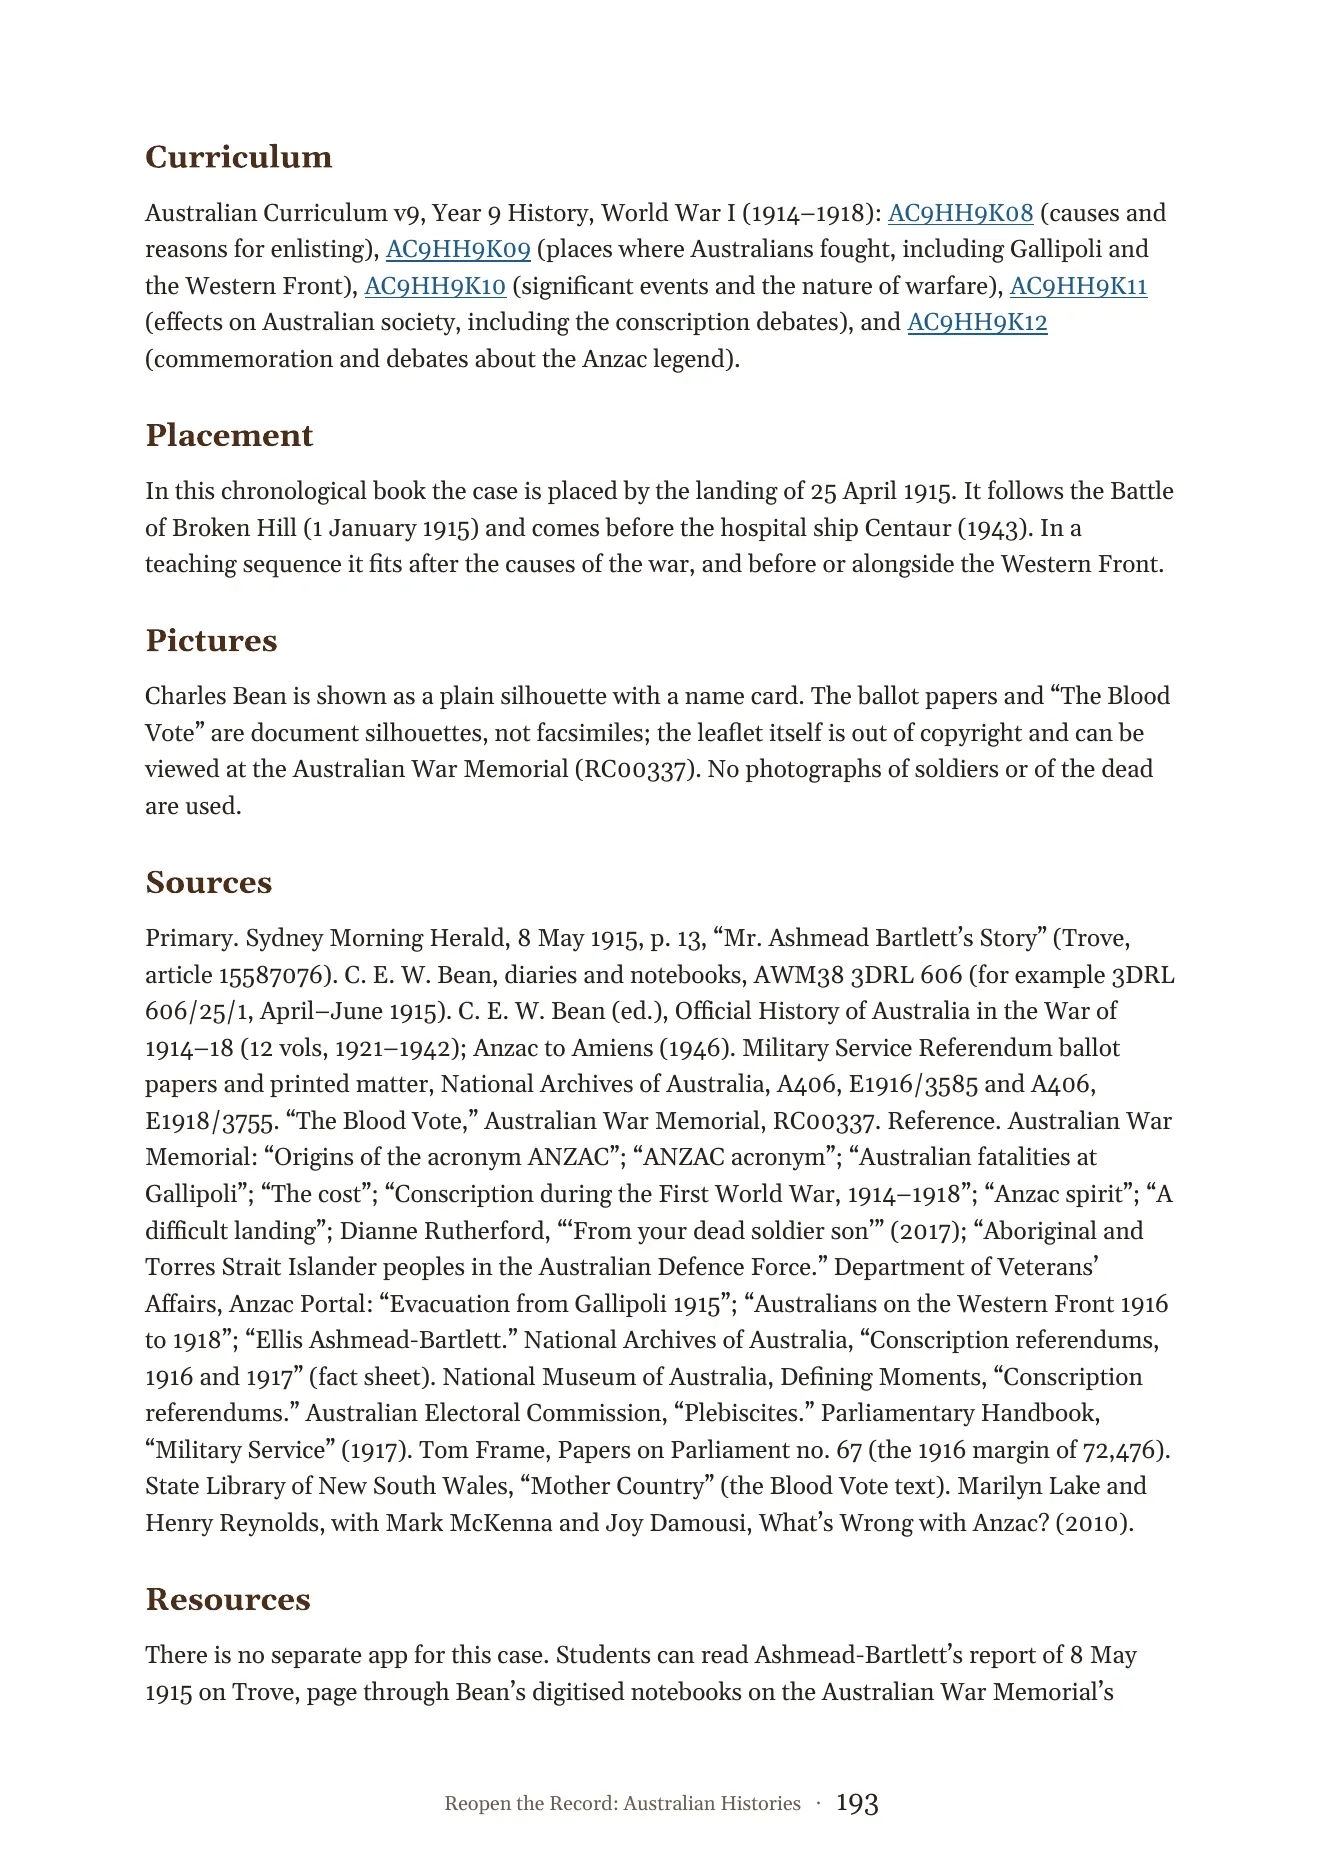 Curriculum
Australian Curriculum v9, Year 9 History, World War I (1914–1918): AC9HH9K08 (causes and
reasons for enlisting), AC9HH9K09 (places where Australians fought, including Gallipoli and
the Western Front), AC9HH9K10 (significant events and the nature of warfare), AC9HH9K11
(effects on Australian society, including the conscription debates), and AC9HH9K12
(commemoration and debates about the Anzac legend).
Placement
In this chronological book the case is placed by the landing of 25 April 1915. It follows the Battle
of Broken Hill (1 January 1915) and comes before the hospital ship Centaur (1943). In a
teaching sequence it fits after the causes of the war, and before or alongside the Western Front.
Pictures
Charles Bean is shown as a plain silhouette with a name card. The ballot papers and “The Blood
Vote” are document silhouettes, not facsimiles; the leaflet itself is out of copyright and can be
viewed at the Australian War Memorial (RC00337). No photographs of soldiers or of the dead
are used.
Sources
Primary. Sydney Morning Herald, 8 May 1915, p. 13, “Mr. Ashmead Bartlett’s Story” (Trove,
article 15587076). C. E. W. Bean, diaries and notebooks, AWM38 3DRL 606 (for example 3DRL
606/25/1, April–June 1915). C. E. W. Bean (ed.), Official History of Australia in the War of
1914–18 (12 vols, 1921–1942); Anzac to Amiens (1946). Military Service Referendum ballot
papers and printed matter, National Archives of Australia, A406, E1916/3585 and A406,
E1918/3755. “The Blood Vote,” Australian War Memorial, RC00337. Reference. Australian War
Memorial: “Origins of the acronym ANZAC”; “ANZAC acronym”; “Australian fatalities at
Gallipoli”; “The cost”; “Conscription during the First World War, 1914–1918”; “Anzac spirit”; “A
difficult landing”; Dianne Rutherford, “‘From your dead soldier son’” (2017); “Aboriginal and
Torres Strait Islander peoples in the Australian Defence Force.” Department of Veterans’
Affairs, Anzac Portal: “Evacuation from Gallipoli 1915”; “Australians on the Western Front 1916
to 1918”; “Ellis Ashmead-Bartlett.” National Archives of Australia, “Conscription referendums,
1916 and 1917” (fact sheet). National Museum of Australia, Defining Moments, “Conscription
referendums.” Australian Electoral Commission, “Plebiscites.” Parliamentary Handbook,
“Military Service” (1917). Tom Frame, Papers on Parliament no. 67 (the 1916 margin of 72,476).
State Library of New South Wales, “Mother Country” (the Blood Vote text). Marilyn Lake and
Henry Reynolds, with Mark McKenna and Joy Damousi, What’s Wrong with Anzac? (2010).
Resources
There is no separate app for this case. Students can read Ashmead-Bartlett’s report of 8 May
1915 on Trove, page through Bean’s digitised notebooks on the Australian War Memorial’s
Reopen the Record: Australian Histories · 193